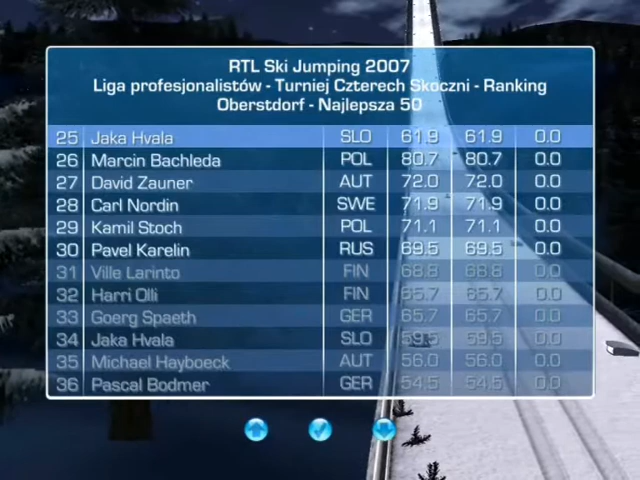 RTL Ski Jumping 2007
Liga profesjonalistów - Turniej Czterech Skoczni - Ranking
Oberstdorf - Najlepsza 50
25 Jaka Hvala SLO 61.9 61.9 0.0
26 Marcin Bachleda POL 80.7 80.7 0.0
27 David Zauner AUT 72.0 72.0 0.0
28 Carl Nordin SWE 71.9 71.9 0.0
29 Kamil Stoch POL 71.1 71.1 0.0
30 Pavel Karelin RUS 69.5 69.5 0.0
31 Ville Larinto FIN 68.8 68.8 0.0
32 Harri Olli FIN 65.7 65.7 0.0
33 Goerg Spaeth GER 65.7 65.7 0.0
34 Jaka Hvala SLO 59.5 59.5 0.0
35 Michael Hayboeck AUT 56.0 56.0 0.0
36 Pascal Bodmer GER 54.5 54.5 0.0